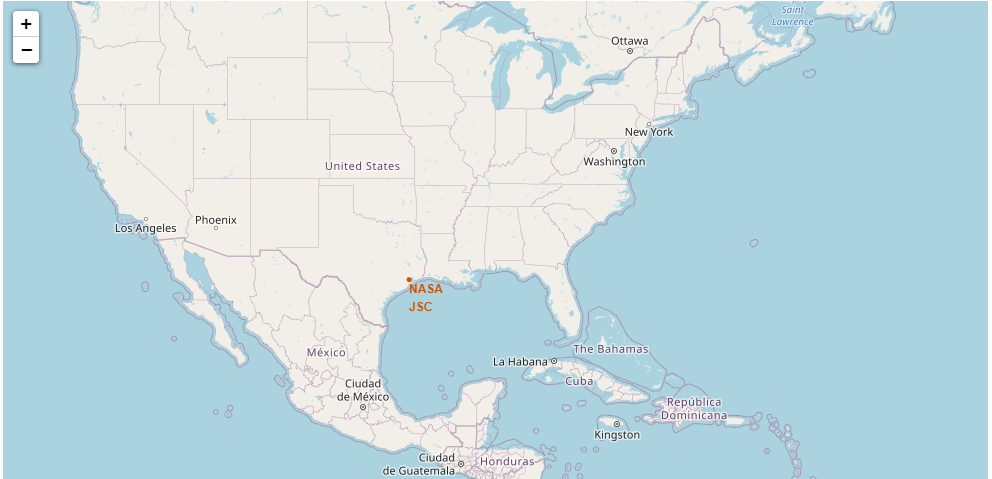 +
−
Saint
Lawrence
Ottawa
New York
Washington
United States
Phoenix
Los Angeles
NASA
JSC
The Bahamas
México
La Habana
Cuba
Ciudad
de México
República
Dominicana
Kingston
Ciudad
de Guatemala
Honduras